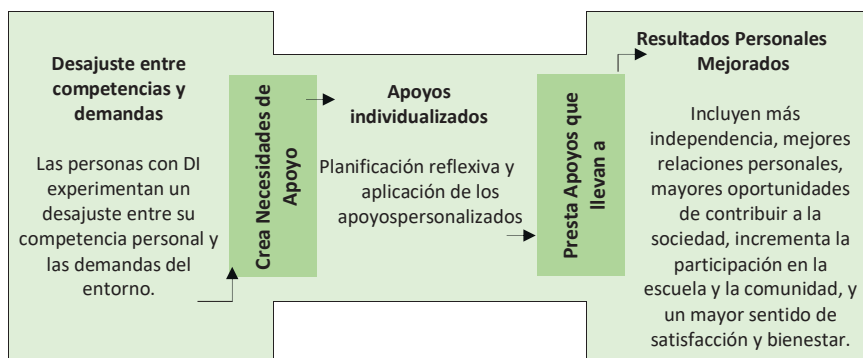 Desajuste entre
competencias y
demandas
Las personas con DI
experimentan un
desajuste entre su
competencia personal y
las demandas del
entorno.
Crea Necesidades de
Apoyo
Apoyos
individualizados
Planificación reflexiva y
aplicación de los
apoyospersonalizados
Presta Apoyos que
llevan a
Resultados Personales
Mejorados
Incluyen más
independencia, mejores
relaciones personales,
mayores oportunidades
de contribuir a la
sociedad, incrementa la
participación en la
escuela y la comunidad, y
un mayor sentido de
satisfacción y bienestar.